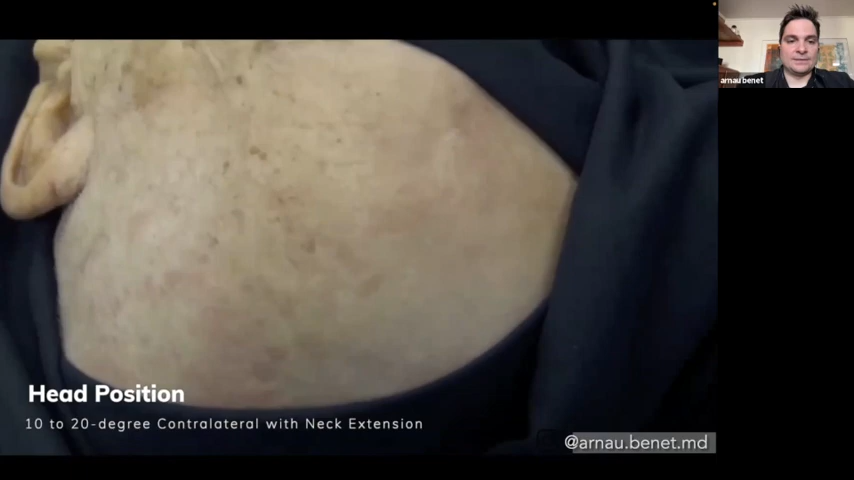 arnau benet
Head Position
10 to 20-degree Contralateral with Neck Extension
@arnau.benet.md